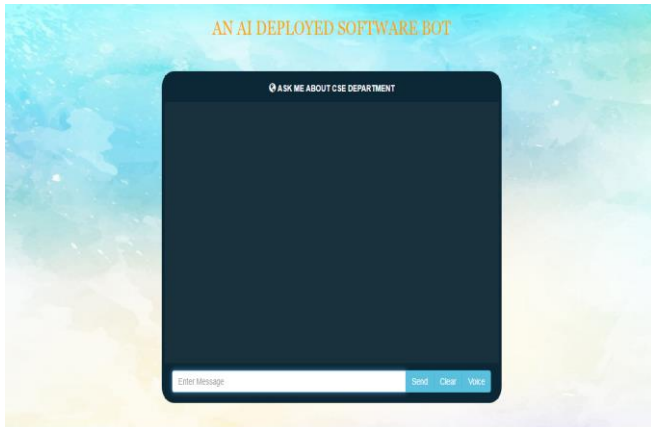 AN AI DEPLOYED SOFTWARE BOT
ASK ME ABOUT CSE DEPARTMENT
Enter Message Send Clear Voice